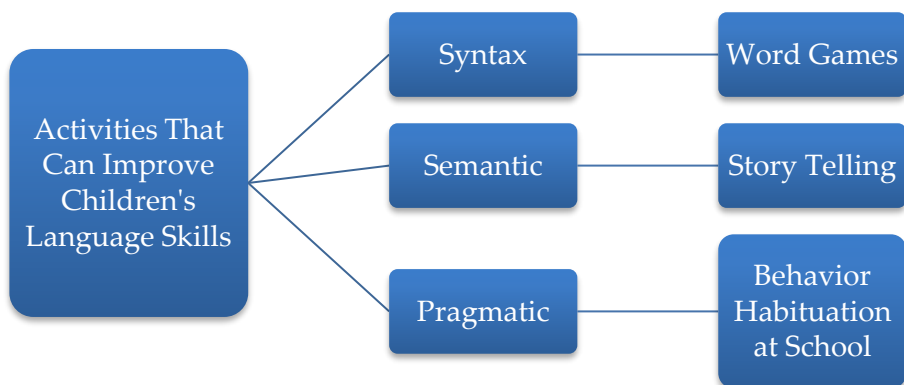 Activities That
Can Improve
Children's
Language Skills
Syntax
Word Games
Semantic
Story Telling
Pragmatic
Behavior
Habituation
at School